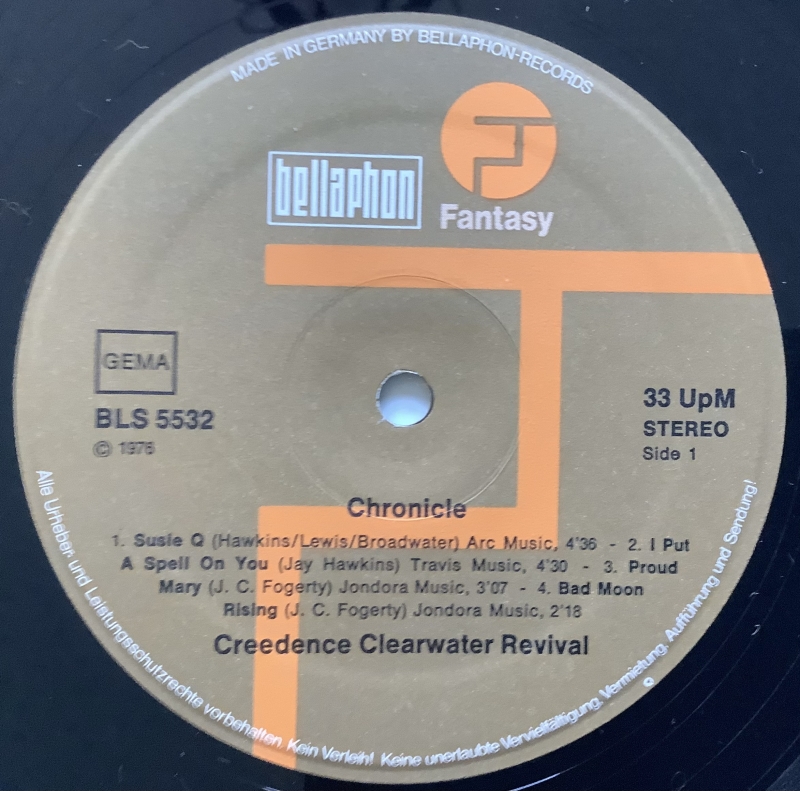 MADE IN GERMANY BY BELLAPHON-RECORDS
bellaphon
Fantasy
GEMA
BLS 5532
© 1976
33 UpM
STEREO
Side 1
Chronicle
1. Susie Q (Hawkins/Lewis/Broadwater) Arc Music, 4'36 - 2. I Put
A Spell On You (Jay Hawkins) Travis Music, 4'30 - 3. Proud
Mary (J. C. Fogerty) Jondora Music, 3'07 - 4. Bad Moon
Rising (J. C. Fogerty) Jondora Music, 2'18
Creedence Clearwater Revival
Alle Urheber- und Leistungsschutzrechte vorbehalten. Kein Verleih! Keine unerlaubte Vervielfältigung, Vermietung, Aufführung und Sendung!